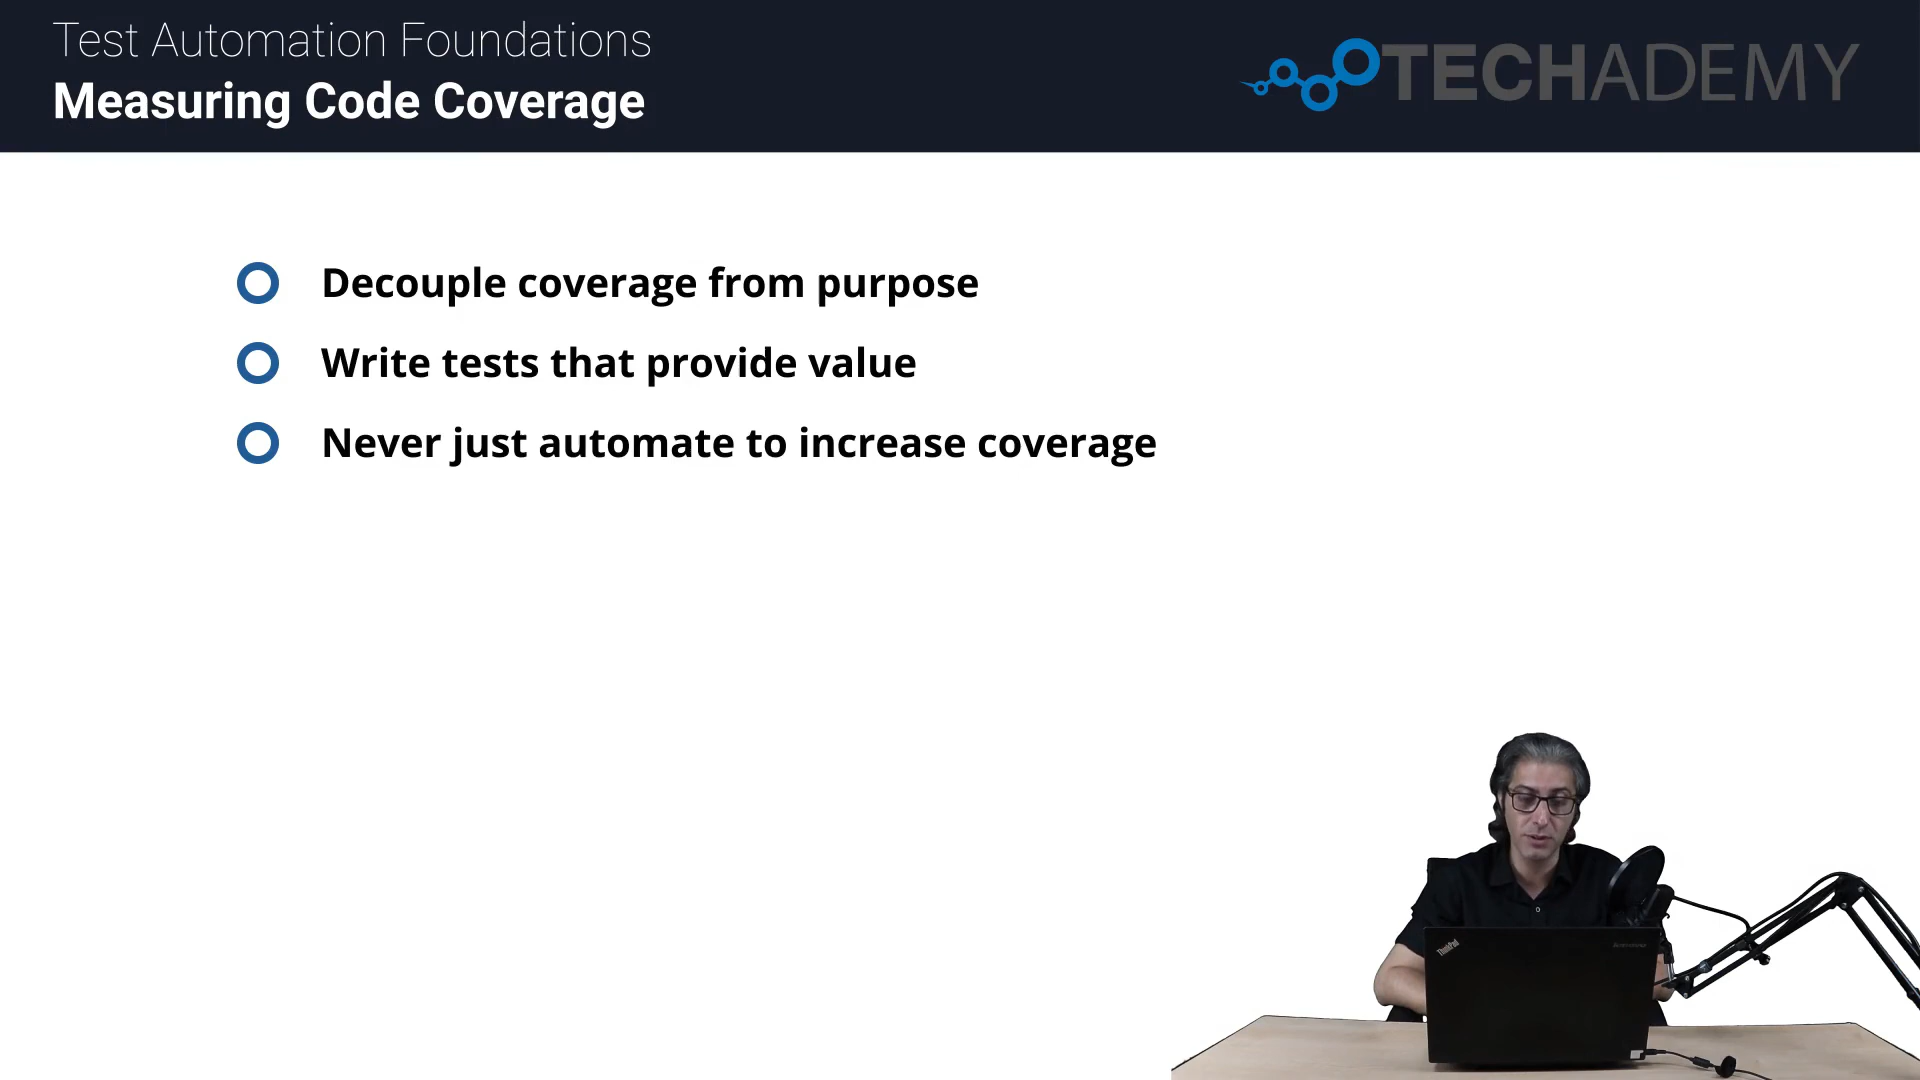 Test Automation Foundations
Measuring Code Coverage
TECHADEMY
Decouple coverage from purpose
Write tests that provide value
Never just automate to increase coverage
ThinkPad